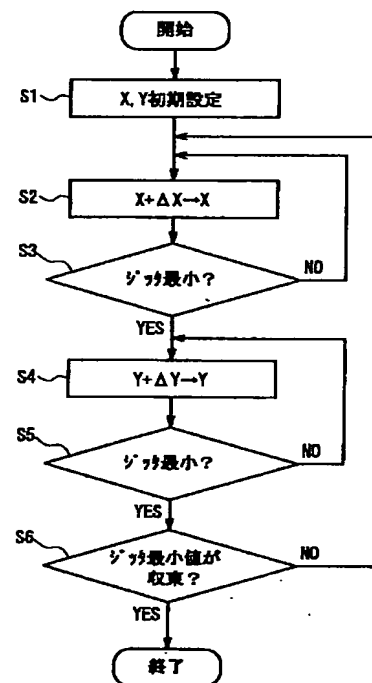 開始
S1
X,Y初期設定
S2
X+ΔX→X
S3
ジッタ最小?
NO
YES
S4
Y+ΔY→Y
S5
ジッタ最小?
NO
YES
S6
ジッタ最小値が
収束?
NO
YES
終了